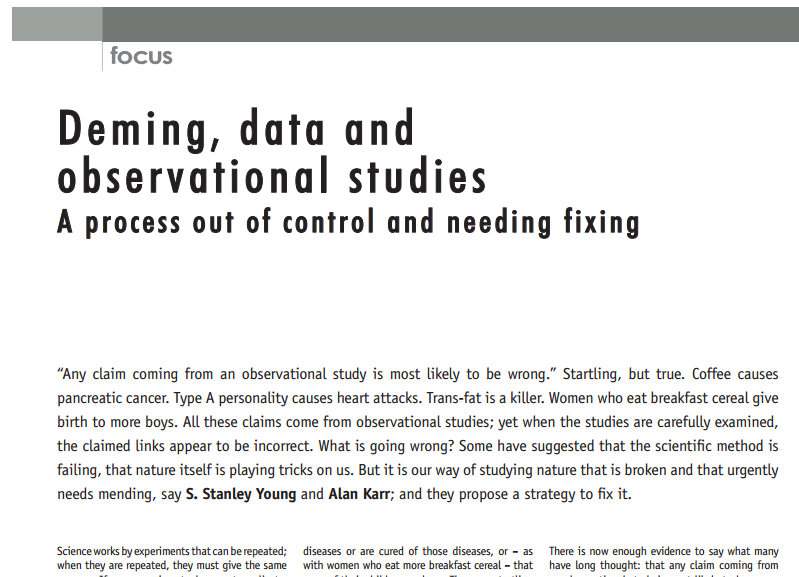 focus
Deming, data and
observational studies
A process out of control and needing fixing
“Any claim coming from an observational study is most likely to be wrong.” Startling, but true. Coffee causes
pancreatic cancer. Type A personality causes heart attacks. Trans-fat is a killer. Women who eat breakfast cereal give
birth to more boys. All these claims come from observational studies; yet when the studies are carefully examined,
the claimed links appear to be incorrect. What is going wrong? Some have suggested that the scientific method is
failing, that nature itself is playing tricks on us. But it is our way of studying nature that is broken and that urgently
needs mending, say S. Stanley Young and Alan Karr; and they propose a strategy to fix it.
Science works by experiments that can be repeated;
when they are repeated, they must give the same
diseases or are cured of those diseases, or – as
with women who eat more breakfast cereal – that
There is now enough evidence to say what many
have long thought: that any claim coming from